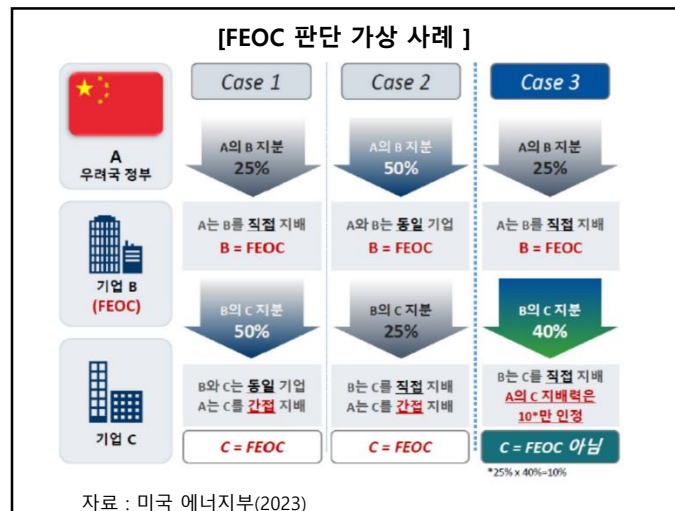 [FEOC 판단 가상 사례 ]
Case 1
Case 2
Case 3
A
우려국 정부
A의 B 지분
25%
A의 B 지분
50%
A의 B 지분
25%
기업 B
(FEOC)
A는 B를 직접 지배
B = FEOC
A와 B는 동일 기업
B = FEOC
A는 B를 직접 지배
B = FEOC
B의 C 지분
50%
B의 C 지분
25%
B의 C 지분
40%
기업 C
B와 C는 동일 기업
A는 C를 간접 지배
B는 C를 직접 지배
A는 C를 간접 지배
B는 C를 직접 지배
A의 C 지배력은
10*만 인정
C = FEOC
C = FEOC
C = FEOC 아님
*25% x 40%=10%
자료 : 미국 에너지부(2023)